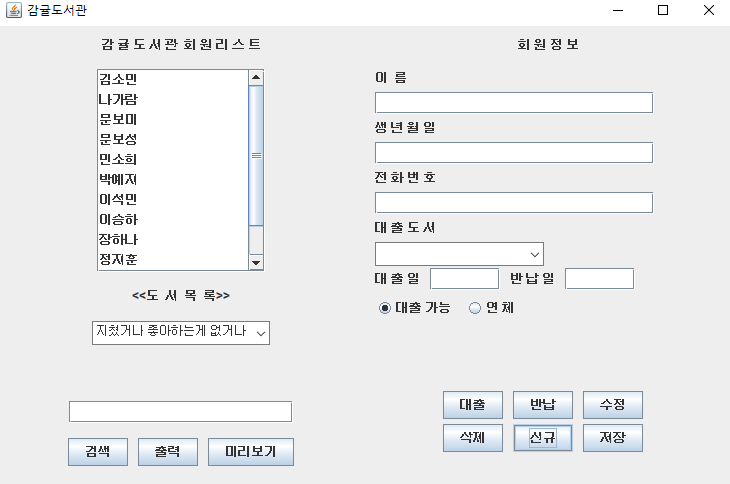 감귤도서관
감귤도서관 회원리스트
김소민
나가람
문보미
문보성
민소희
박예지
이석민
이승하
장하나
정지훈
<<도 서 목 록>>
지쳤거나 좋아하는게 없거나
검색 출력 미리보기
회원정보
이 름
생년월일
전화번호
대출도서
대출일 반납일
대출 가능 연체
대출 반납 수정
삭제 신규 저장